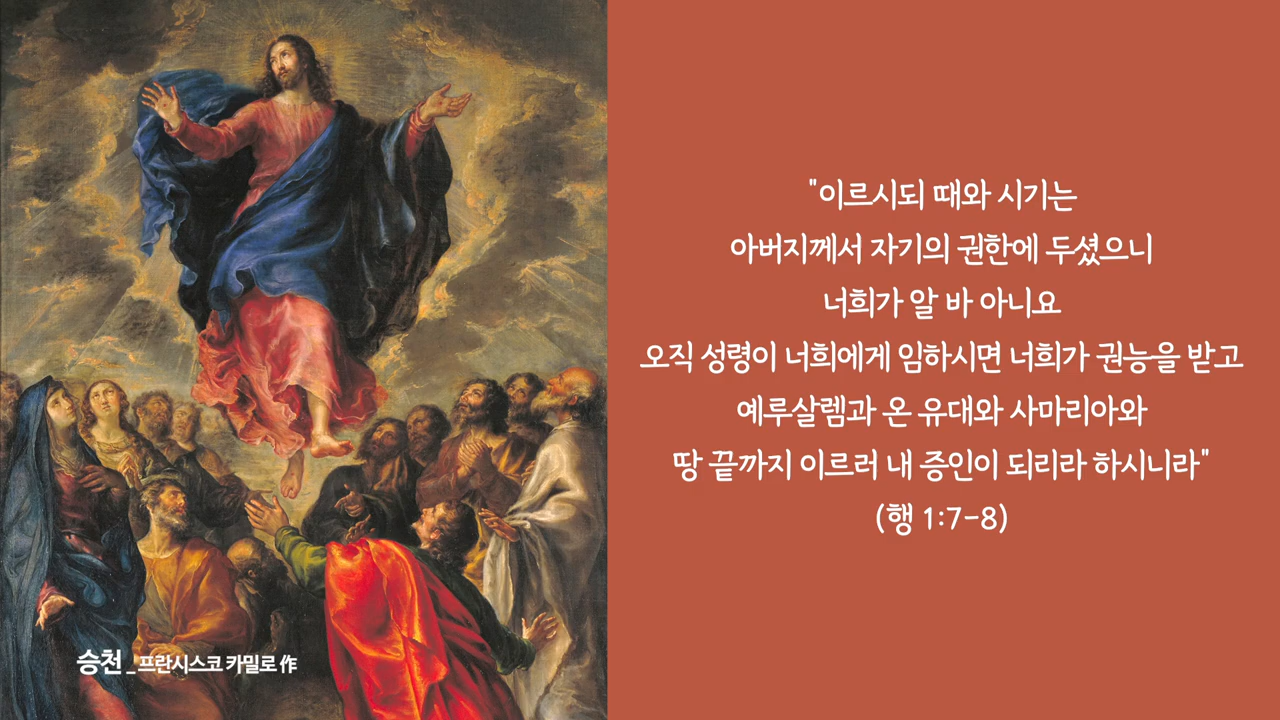 "이르시되 때와 시기는
아버지께서 자기의 권한에 두셨으니
너희가 알 바 아니요
오직 성령이 너희에게 임하시면 너희가 권능을 받고
예루살렘과 온 유대와 사마리아와
땅 끝까지 이르러 내 증인이 되리라 하시니라"
(행 1:7-8)
승천 _ 프란시스코 카밀로 作